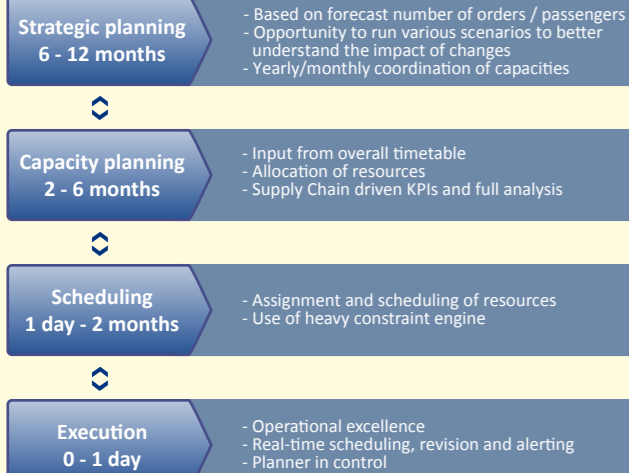 Strategic planning
6 - 12 months
- Based on forecast number of orders / passengers
- Opportunity to run various scenarios to better
understand the impact of changes
- Yearly/monthly coordination of capacities
Capacity planning
2 - 6 months
- Input from overall timetable
- Allocation of resources
- Supply Chain driven KPIs and full analysis
Scheduling
1 day - 2 months
- Assignment and scheduling of resources
- Use of heavy constraint engine
Execution
0 - 1 day
- Operational excellence
- Real-time scheduling, revision and alerting
- Planner in control